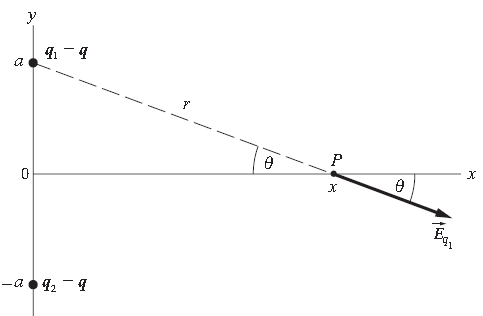 y
a
q₁ − q
r
θ
P
0
x
θ
x
E⃗q₁
−a
q₂ − q